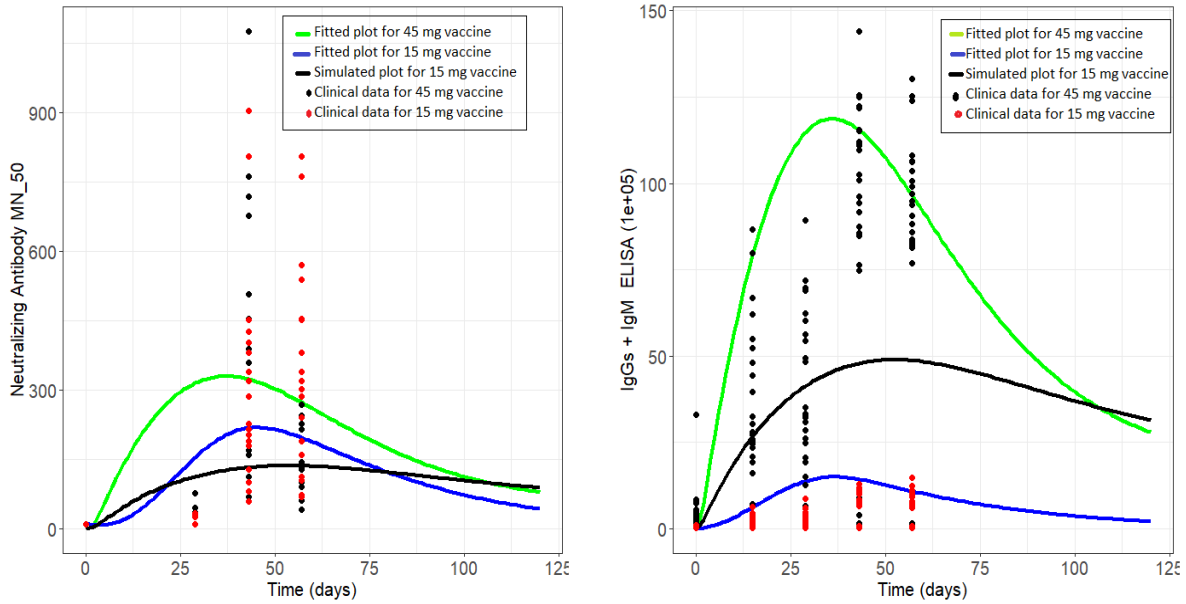 Fitted plot for 45 mg vaccine
Fitted plot for 15 mg vaccine
Simulated plot for 15 mg vaccine
Clinical data for 45 mg vaccine
Clinical data for 15 mg vaccine
Neutralizing Antibody MN_50
900
600
300
0
0
25
50
75
100
125
Time (days)
Fitted plot for 45 mg vaccine
Fitted plot for 15 mg vaccine
Simulated plot for 15 mg vaccine
Clinica data for 45 mg vaccine
Clinical data for 15 mg vaccine
IgGs + IgM ELISA (1e+05)
150
100
50
0
0
25
50
75
100
125
Time (days)